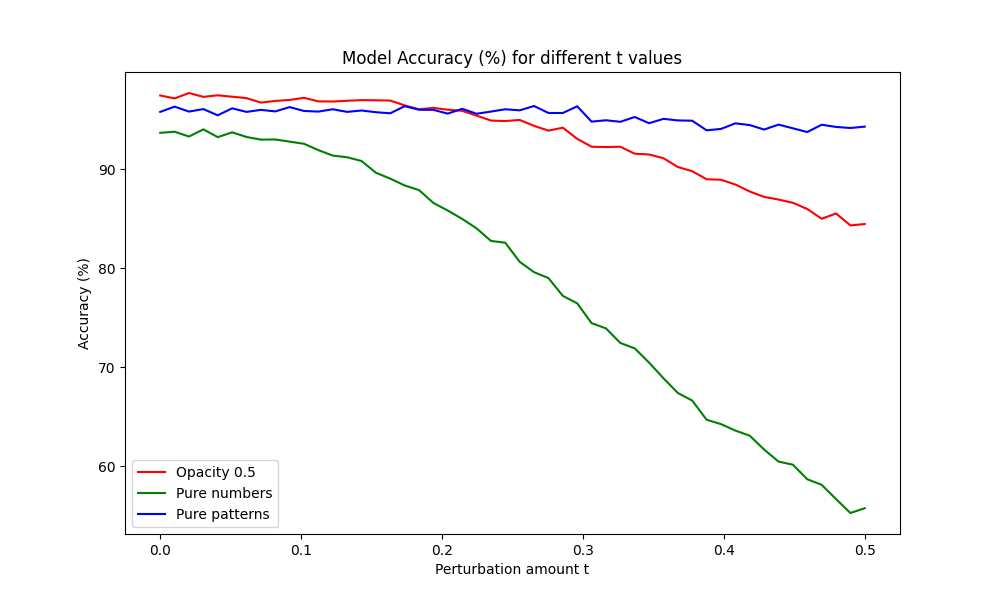 Model Accuracy (%) for different t values
Accuracy (%)
90
80
70
60
Opacity 0.5
Pure numbers
Pure patterns
0.0 0.1 0.2 0.3 0.4 0.5
Perturbation amount t